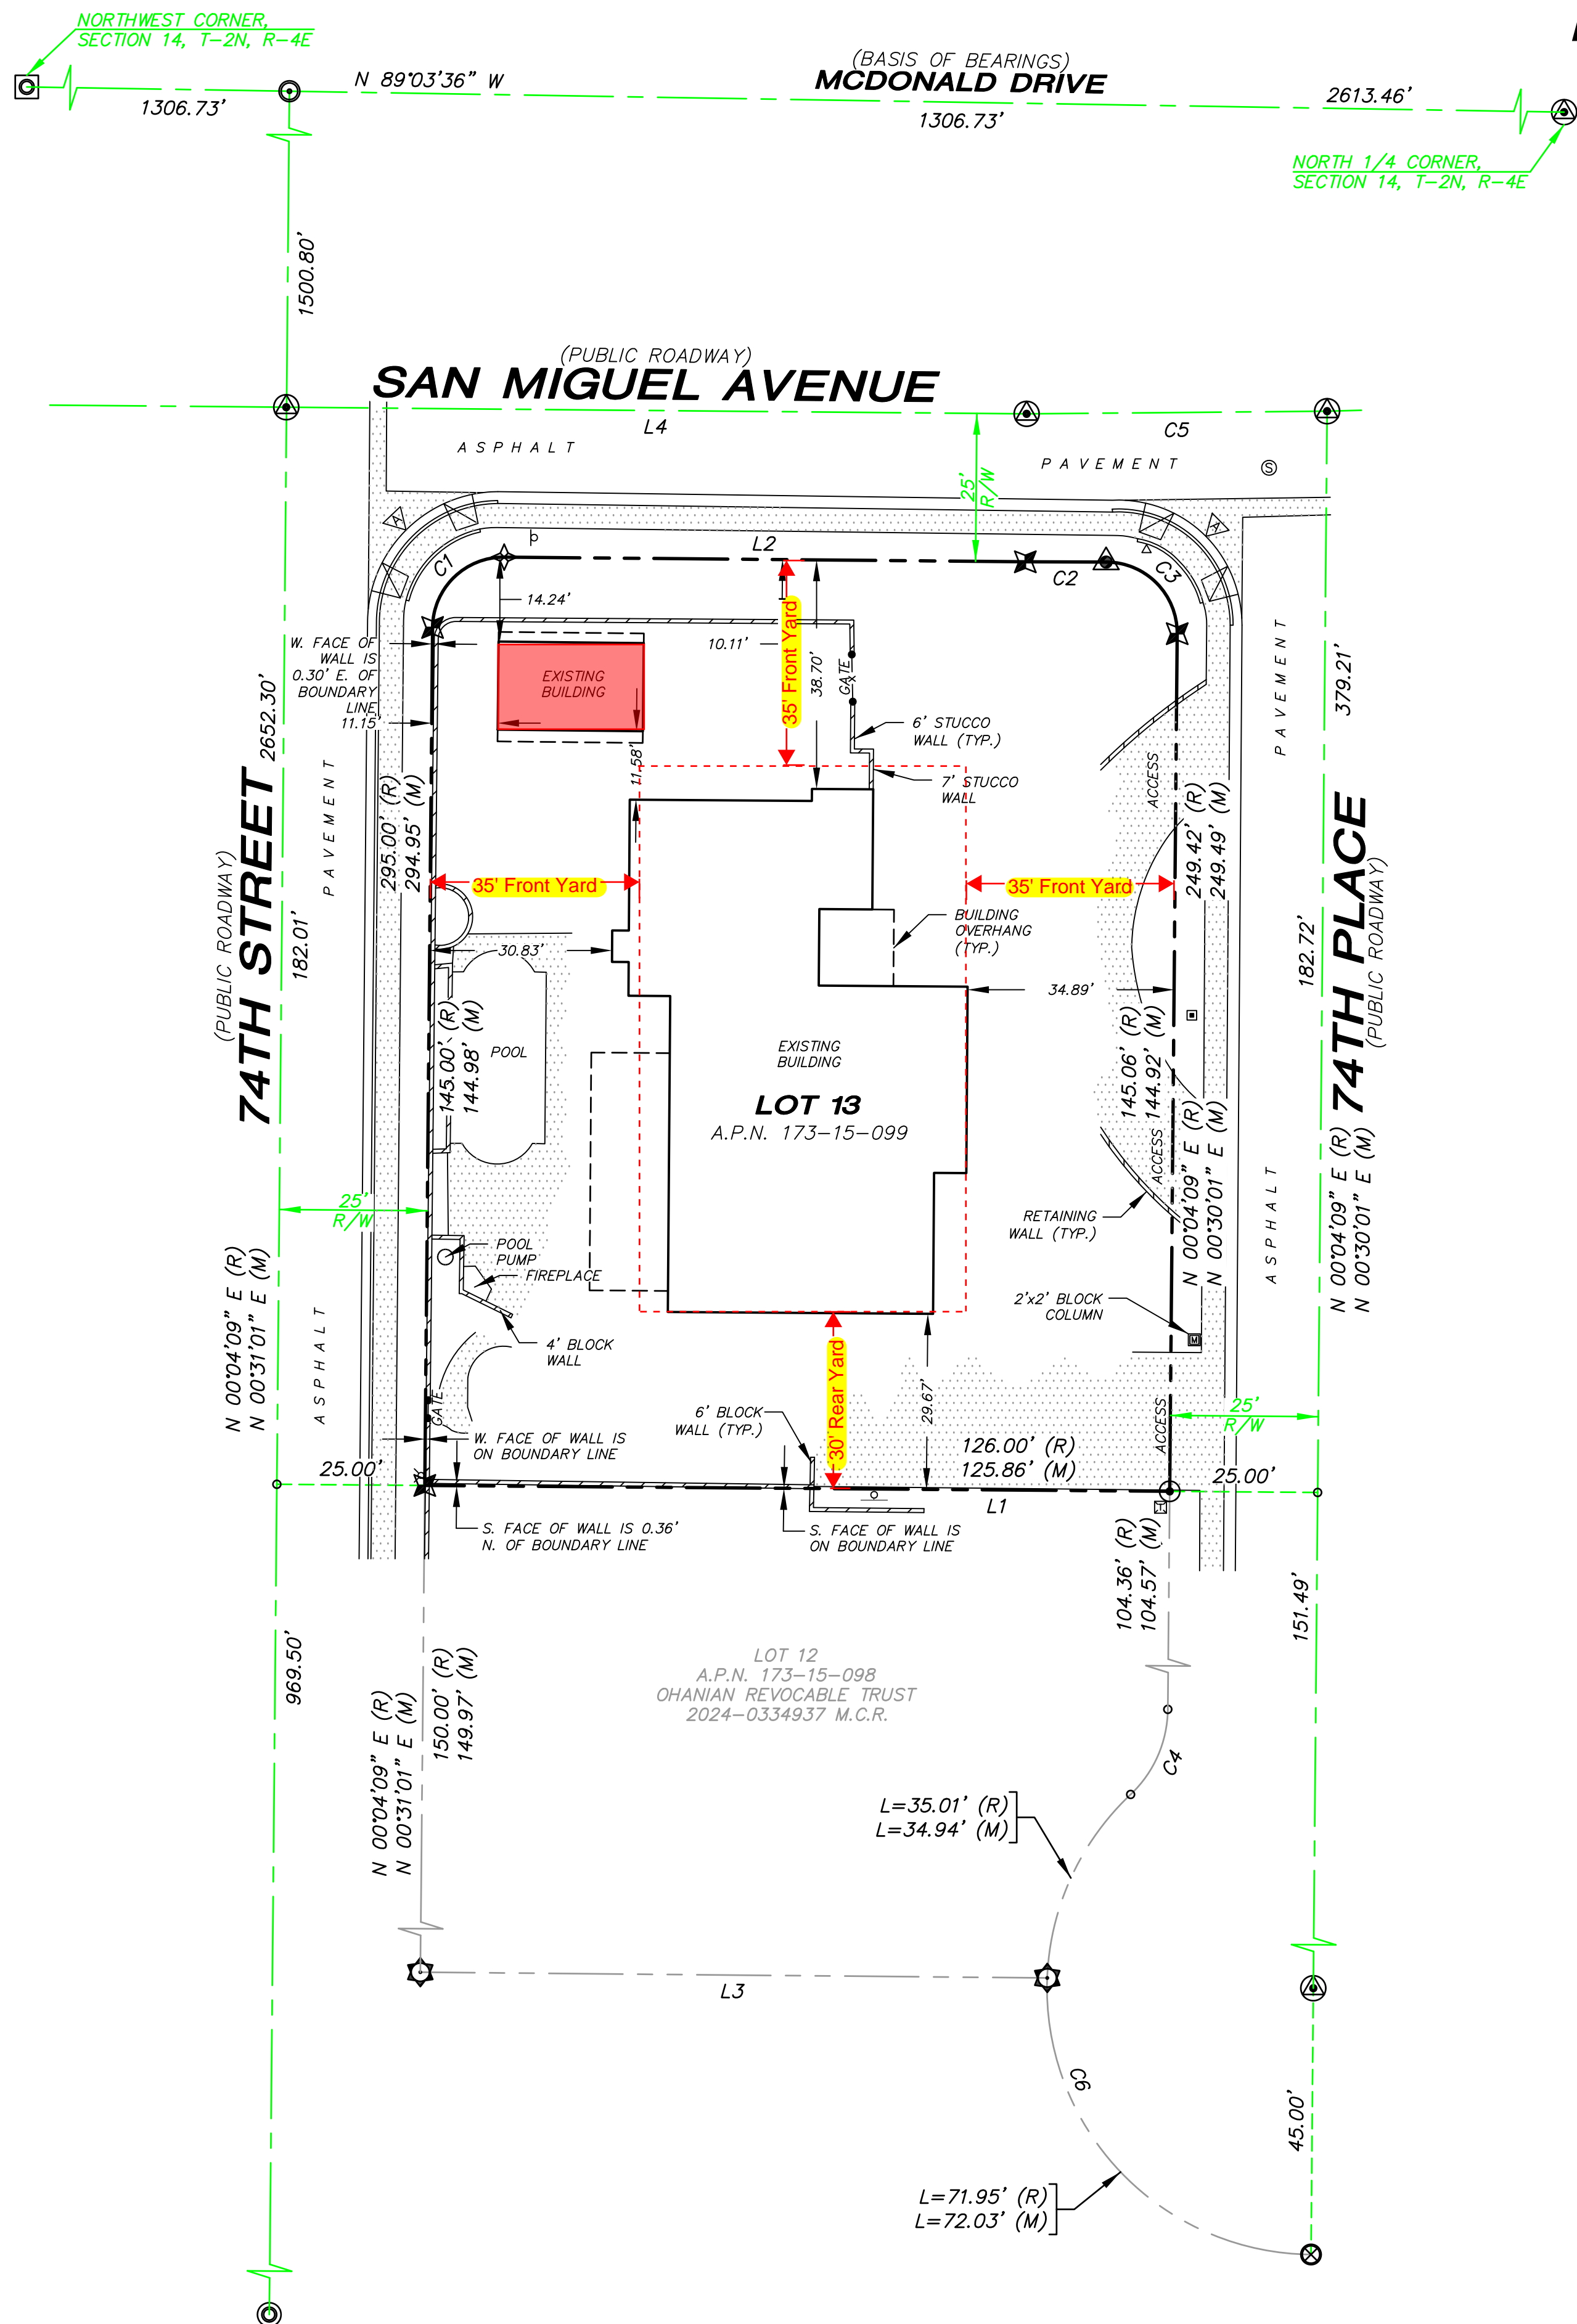 NORTHWEST CORNER,
SECTION 14, T-2N, R-4E
N 89°03'36" W
1306.73'
(BASIS OF BEARINGS)
MCDONALD DRIVE
1306.73'
2613.46'
NORTH 1/4 CORNER,
SECTION 14, T-2N, R-4E
1500.80'
(PUBLIC ROADWAY)
SAN MIGUEL AVENUE
L4
C5
ASPHALT
PAVEMENT
S
25'
R/W
A
A
C1
L2
C2
C3
14.24'
W. FACE OF
WALL IS
0.30' E. OF
BOUNDARY
LINE
11.15'
EXISTING
BUILDING
10.11'
35' Front Yard
38.70'
GATE
X
6' STUCCO
WALL (TYP.)
7' STUCCO
WALL
11.58'
ACCESS
PAVEMENT
379.21'
2652.30'
PAVEMENT
295.00' (R)
294.95' (M)
249.42' (R)
249.49' (M)
(PUBLIC ROADWAY)
74TH STREET
182.01'
35' Front Yard
35' Front Yard
30.83'
BUILDING
OVERHANG
(TYP.)
34.89'
182.72'
74TH PLACE
(PUBLIC ROADWAY)
145.00' (R)
144.98' (M)
POOL
EXISTING
BUILDING
LOT 13
A.P.N. 173-15-099
145.06' (R)
144.92' (M)
ACCESS
N 00°04'09" E (R)
N 00°30'01" E (M)
N 00°04'09" E (R)
N 00°30'01" E (M)
ASPHALT
25'
R/W
RETAINING
WALL (TYP.)
POOL
PUMP
FIREPLACE
N 00°04'09" E (R)
N 00°31'01" E (M)
ASPHALT
4' BLOCK
WALL
2'x2' BLOCK
COLUMN
M
30' Rear Yard
29.67'
GATE
6' BLOCK
WALL (TYP.)
W. FACE OF WALL IS
ON BOUNDARY LINE
126.00' (R)
125.86' (M)
ACCESS
25'
R/W
25.00'
25.00'
L1
S. FACE OF WALL IS 0.36'
N. OF BOUNDARY LINE
S. FACE OF WALL IS
ON BOUNDARY LINE
104.36' (R)
104.57' (M)
151.49'
969.50'
LOT 12
A.P.N. 173-15-098
OHANIAN REVOCABLE TRUST
2024-0334937 M.C.R.
N 00°04'09" E (R)
N 00°31'01" E (M)
150.00' (R)
149.97' (M)
C4
L=35.01' (R)
L=34.94' (M)
L3
C6
45.00'
L=71.95' (R)
L=72.03' (M)